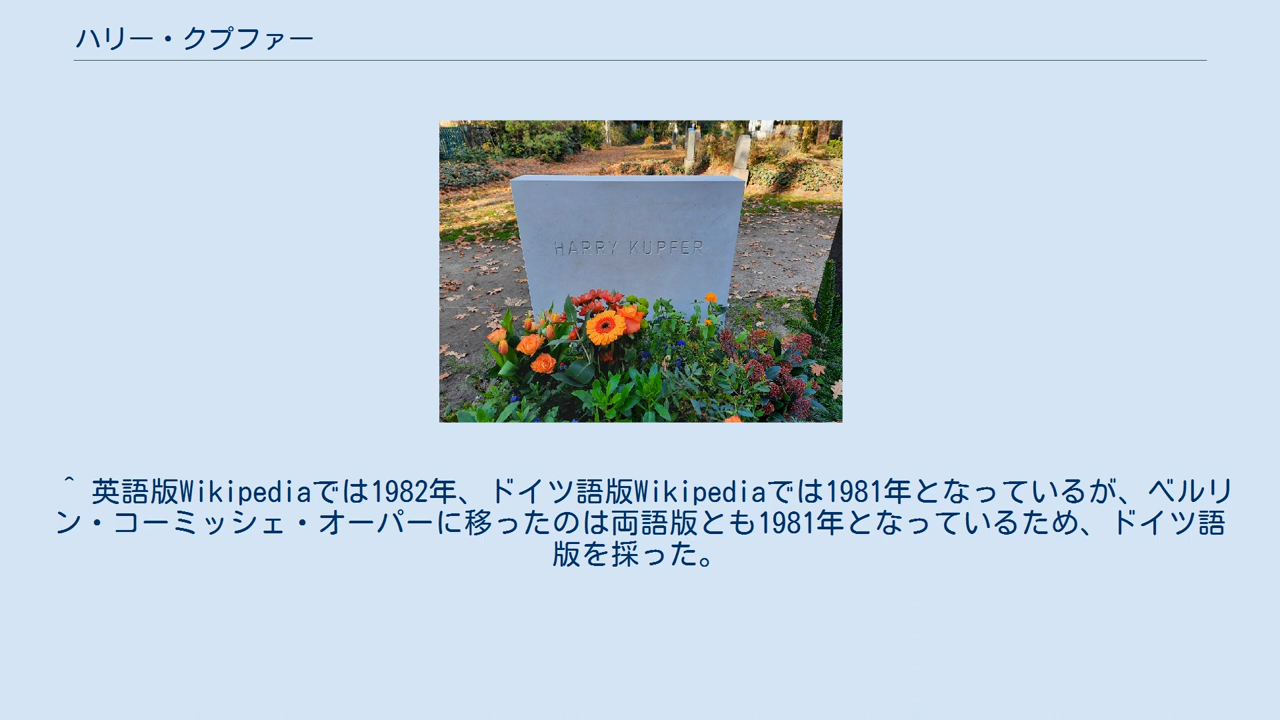 ハリー・クプファー
HARRY KUPFER
^ 英語版Wikipediaでは1982年、ドイツ語版Wikipediaでは1981年となっているが、ベルリ
ン・コーミッシェ・オーパーに移ったのは両語版とも1981年となっているため、ドイツ語
版を採った。